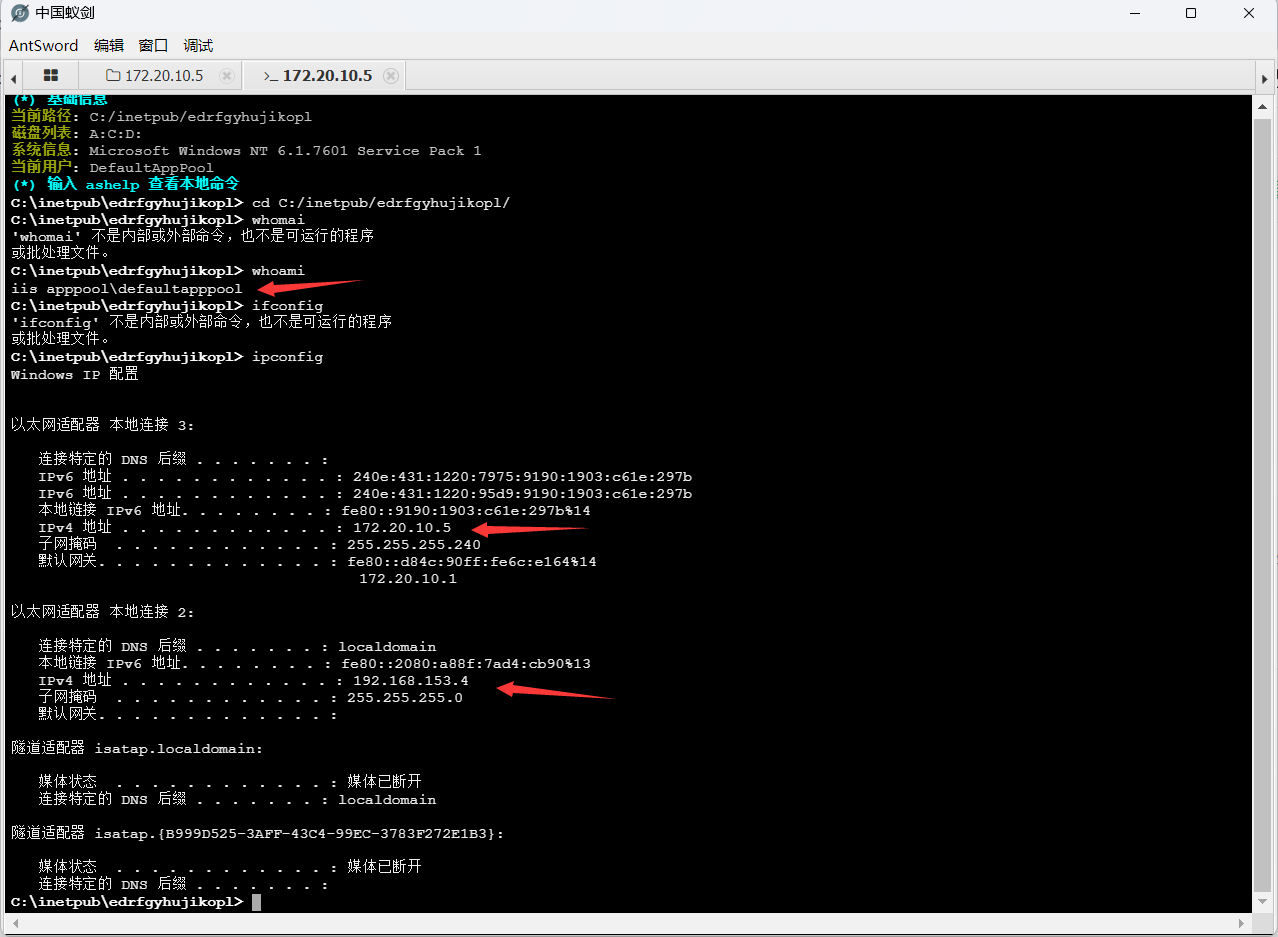 中国蚁剑
AntSword 编辑 窗口 调试
172.20.10.5 >_ 172.20.10.5
(*) 基础信息
当前路径: C:/inetpub/edrfgyhujikopl
磁盘列表: A:C:D:
系统信息: Microsoft Windows NT 6.1.7601 Service Pack 1
当前用户: DefaultAppPool
(*) 输入 ashelp 查看本地命令
C:\inetpub\edrfgyhujikopl> cd C:/inetpub/edrfgyhujikopl/
C:\inetpub\edrfgyhujikopl> whomai
'whomai' 不是内部或外部命令，也不是可运行的程序
或批处理文件。
C:\inetpub\edrfgyhujikopl> whoami
iis apppool\defaultapppool
C:\inetpub\edrfgyhujikopl> ifconfig
'ifconfig' 不是内部或外部命令，也不是可运行的程序
或批处理文件。
C:\inetpub\edrfgyhujikopl> ipconfig
Windows IP 配置
以太网适配器 本地连接 3:
连接特定的 DNS 后缀 . . . . . . . :
IPv6 地址 . . . . . . . . . . . . : 240e:431:1220:7975:9190:1903:c61e:297b
IPv6 地址 . . . . . . . . . . . . : 240e:431:1220:95d9:9190:1903:c61e:297b
本地链接 IPv6 地址. . . . . . . . : fe80::9190:1903:c61e:297b%14
IPv4 地址 . . . . . . . . . . . . : 172.20.10.5
子网掩码 . . . . . . . . . . . . : 255.255.255.240
默认网关. . . . . . . . . . . . . : fe80::d84c:90ff:fe6c:e164%14
172.20.10.1
以太网适配器 本地连接 2:
连接特定的 DNS 后缀 . . . . . . . : localdomain
本地链接 IPv6 地址. . . . . . . . : fe80::2080:a88f:7ad4:cb90%13
IPv4 地址 . . . . . . . . . . . . : 192.168.153.4
子网掩码 . . . . . . . . . . . . : 255.255.255.0
默认网关. . . . . . . . . . . . . :
隧道适配器 isatap.localdomain:
媒体状态 . . . . . . . . . . . . : 媒体已断开
连接特定的 DNS 后缀 . . . . . . . : localdomain
隧道适配器 isatap.{B999D525-3AFF-43C4-99EC-3783F272E1B3}:
媒体状态 . . . . . . . . . . . . : 媒体已断开
连接特定的 DNS 后缀 . . . . . . . :
C:\inetpub\edrfgyhujikopl>